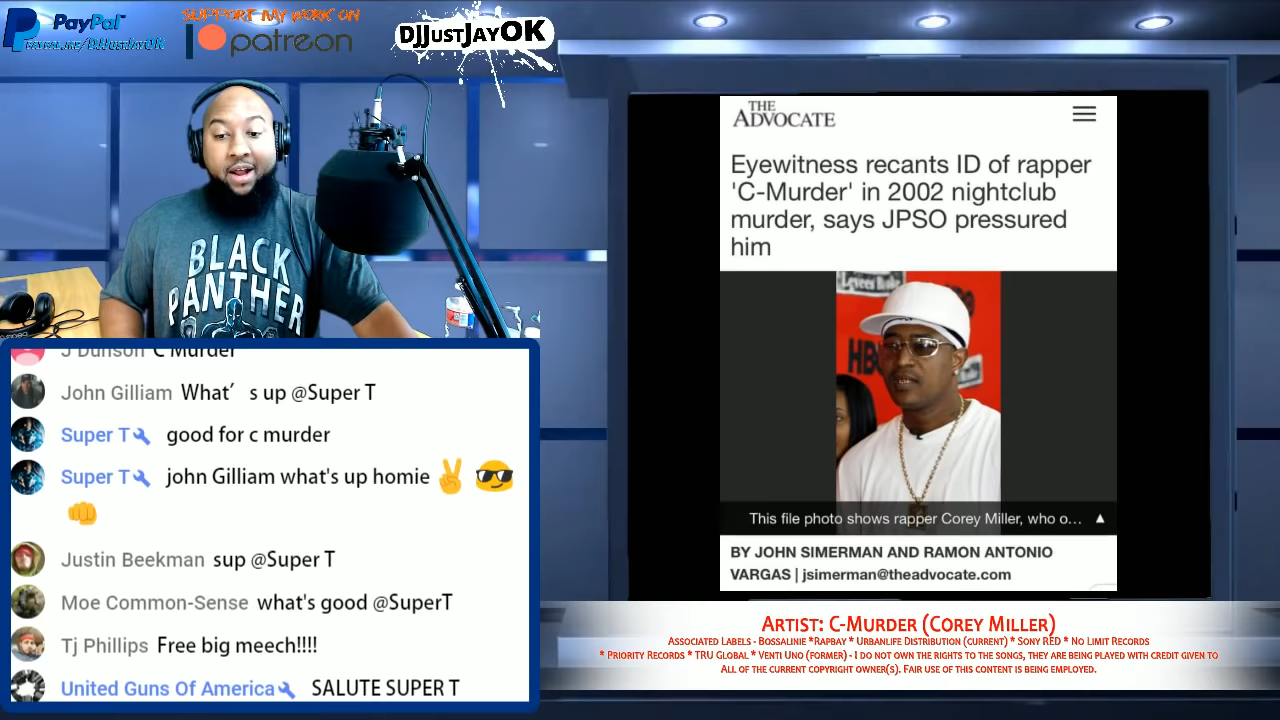 PayPal
SUPPORT MY WORK ON
patreon
DJJustJayOK
BLACK
PANTHER
J Dunson C Murder
John Gilliam What's up @Super T
Super T good for c murder
Super T john Gilliam what's up homie ✌️ 😎
👊
Justin Beekman sup @Super T
Moe Common-Sense what's good @SuperT
Tj Phillips Free big meech!!!!
United Guns Of America SALUTE SUPER T
THE
ADVOCATE
Eyewitness recants ID of rapper
'C-Murder' in 2002 nightclub
murder, says JPSO pressured
him
HBO
This file photo shows rapper Corey Miller, who o... ▲
BY JOHN SIMERMAN AND RAMON ANTONIO
VARGAS | jsimerman@theadvocate.com
Artist: C-Murder (Corey Miller)
Associated Labels - Bossalinie *Rapbay * Urbanlife Distribution (current) * Sony RED * No Limit Records
* Priority Records * TRU Global * Venti Uno (former) - I do not own the rights to the songs, they are being played with credit given to
all of the current copyright owner(s). Fair use of this content is being employed.